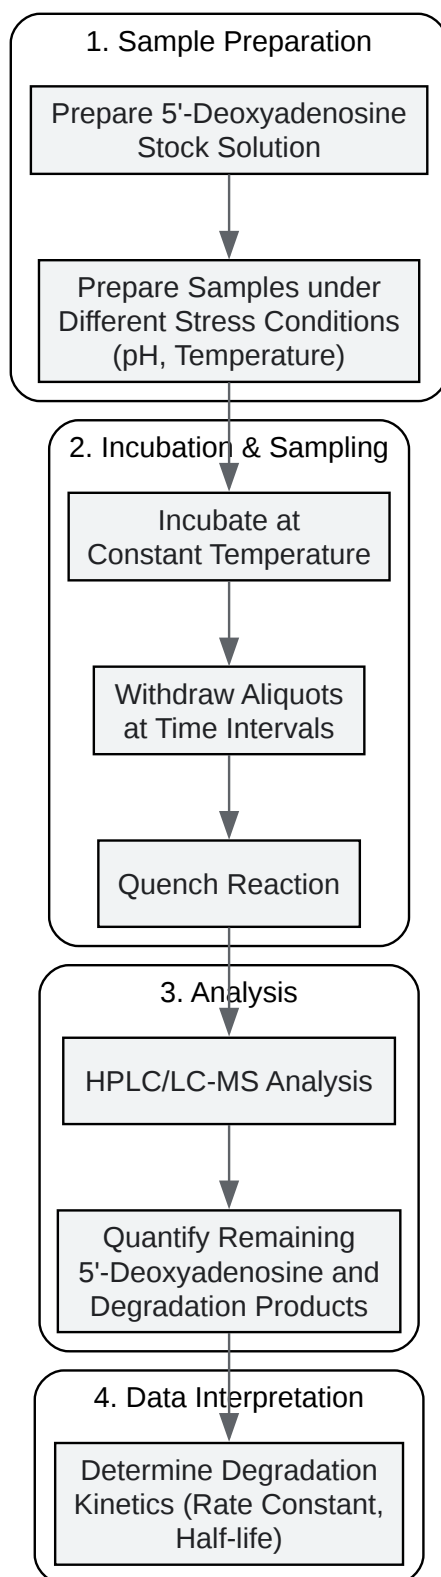 1. Sample Preparation
Prepare 5'-Deoxyadenosine
Stock Solution
Prepare Samples under
Different Stress Conditions
(pH, Temperature)
2. Incubation & Sampling
Incubate at
Constant Temperature
Withdraw Aliquots
at Time Intervals
Quench Reaction
3. Analysis
HPLC/LC-MS Analysis
Quantify Remaining
5'-Deoxyadenosine and
Degradation Products
4. Data Interpretation
Determine Degradation
Kinetics (Rate Constant,
Half-life)